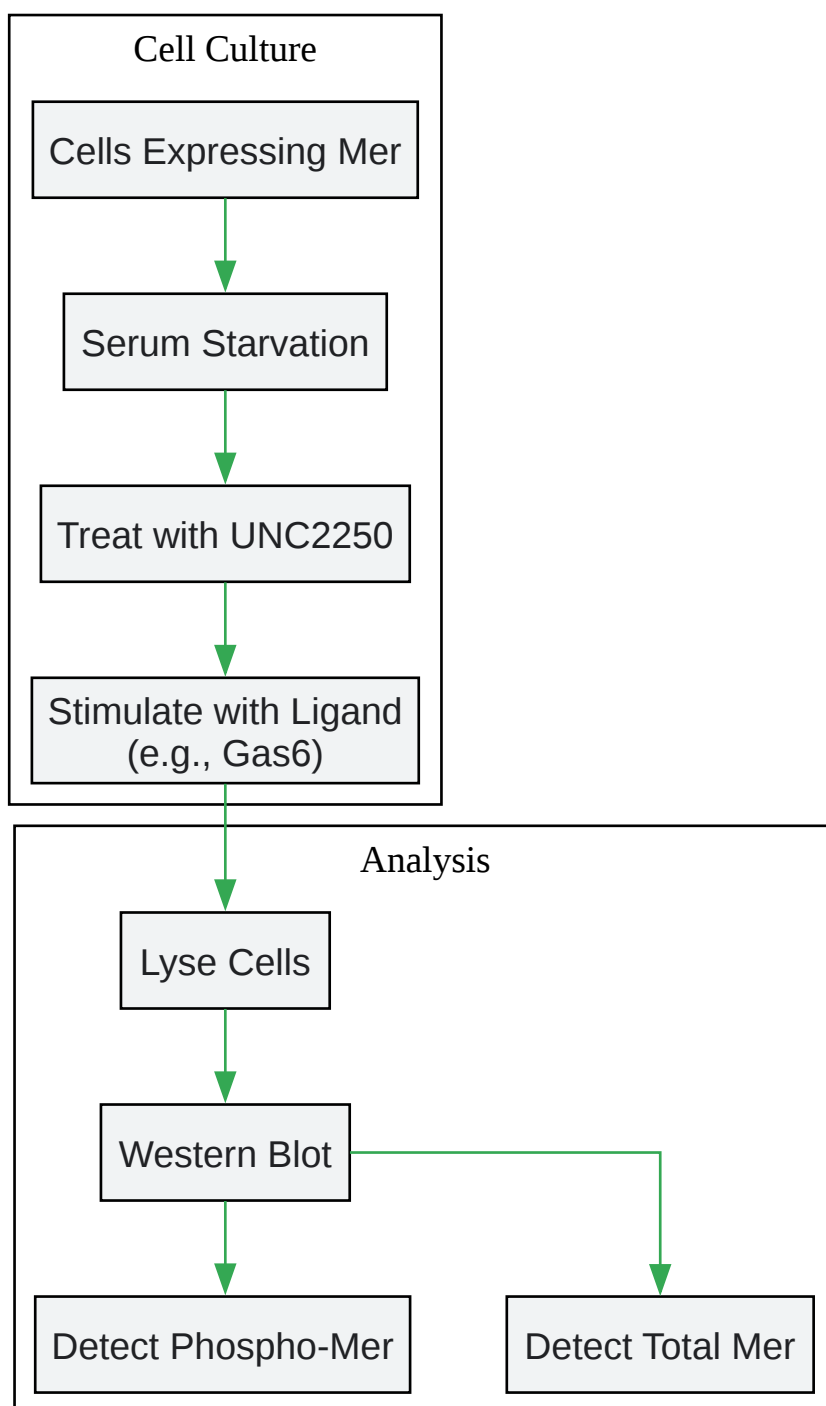 Cell Culture
Cells Expressing Mer
Serum Starvation
Treat with UNC2250
Stimulate with Ligand
(e.g., Gas6)
Analysis
Lyse Cells
Western Blot
Detect Phospho-Mer
Detect Total Mer